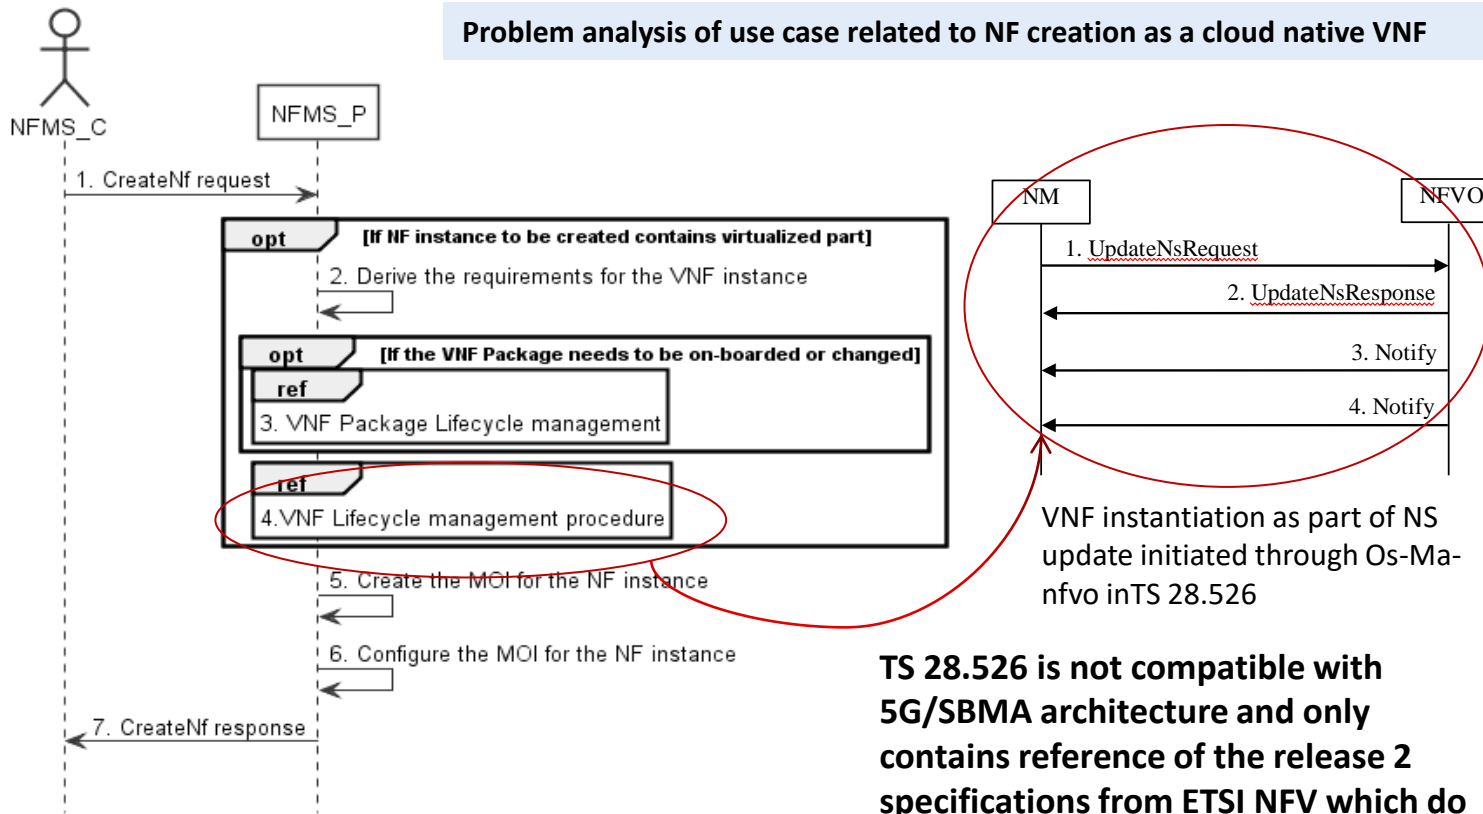 Problem analysis of use case related to NF creation as a cloud native VNF
NFMS_C
NFMS_P
1. CreateNf request
opt
[If NF instance to be created contains virtualized part]
2. Derive the requirements for the VNF instance
opt
[If the VNF Package needs to be on-boarded or changed]
ref
3. VNF Package Lifecycle management
ref
4.VNF Lifecycle management procedure
5. Create the MOI for the NF instance
6. Configure the MOI for the NF instance
7. CreateNf response
NM
NFVO
1. UpdateNsRequest
2. UpdateNsResponse
3. Notify
4. Notify
VNF instantiation as part of NS
update initiated through Os-Ma-
nfvo inTS 28.526
TS 28.526 is not compatible with
5G/SBMA architecture and only
contains reference of the release 2
specifications from ETSI NFV which do